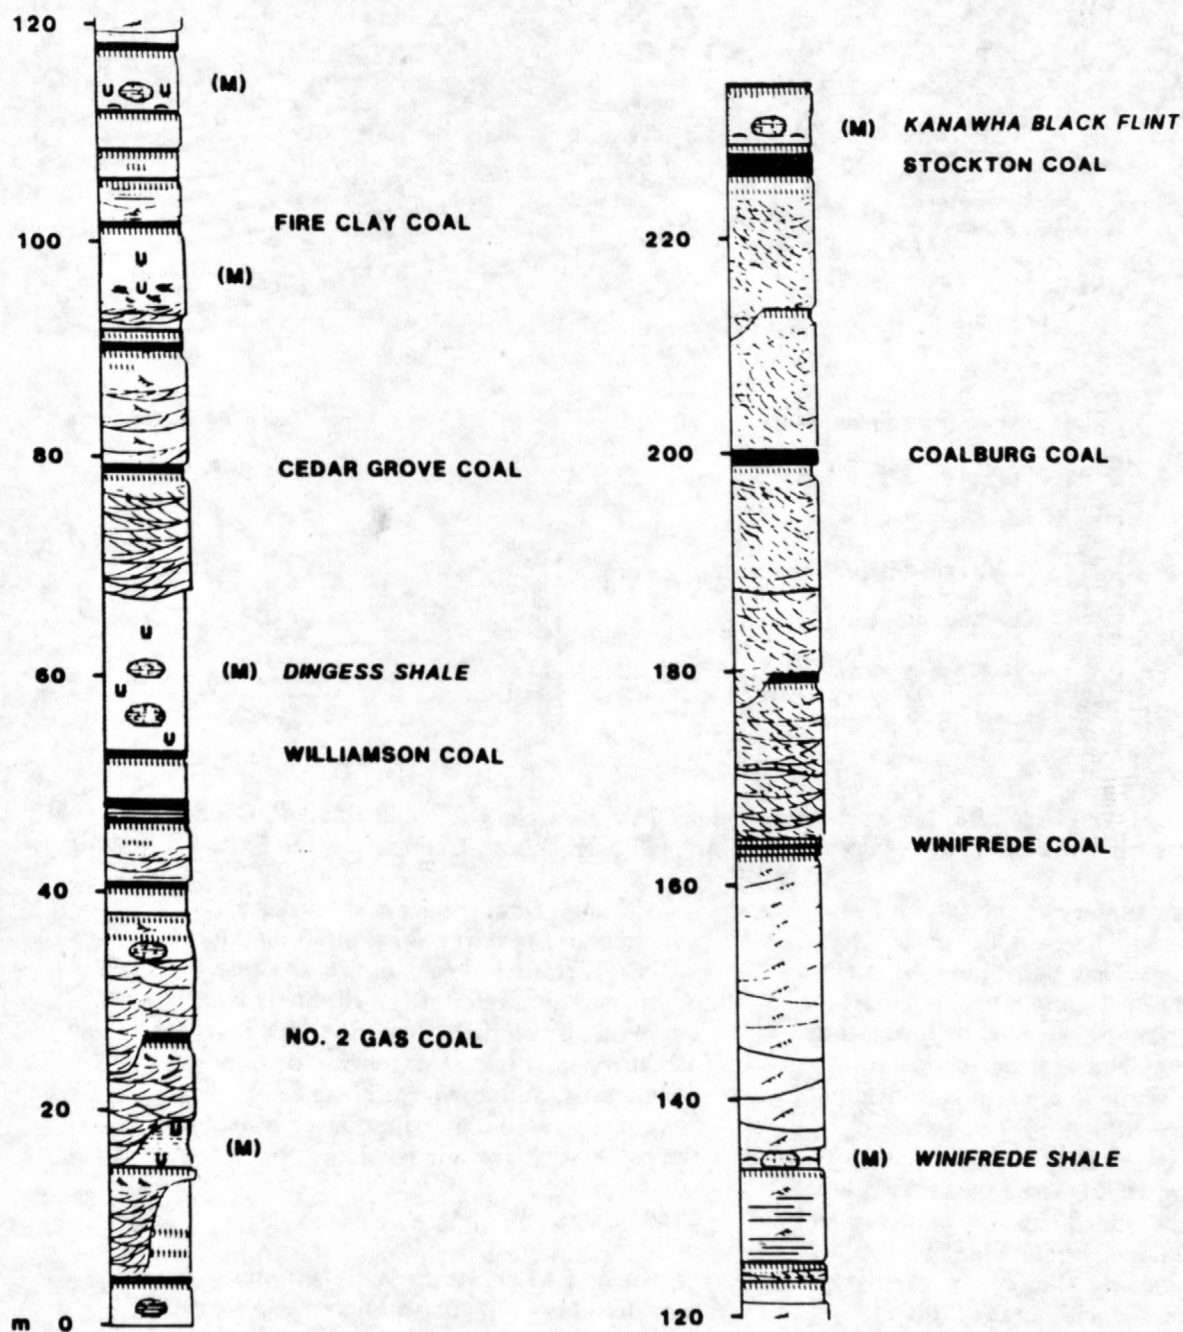 120
(M)
FIRE CLAY COAL
100
(M)
80
CEDAR GROVE COAL
60
(M) DINGESS SHALE
WILLIAMSON COAL
40
NO. 2 GAS COAL
20
(M)
m 0
(M) KANAWHA BLACK FLINT
STOCKTON COAL
220
200
COALBURG COAL
180
WINIFREDE COAL
160
140
(M) WINIFREDE SHALE
120